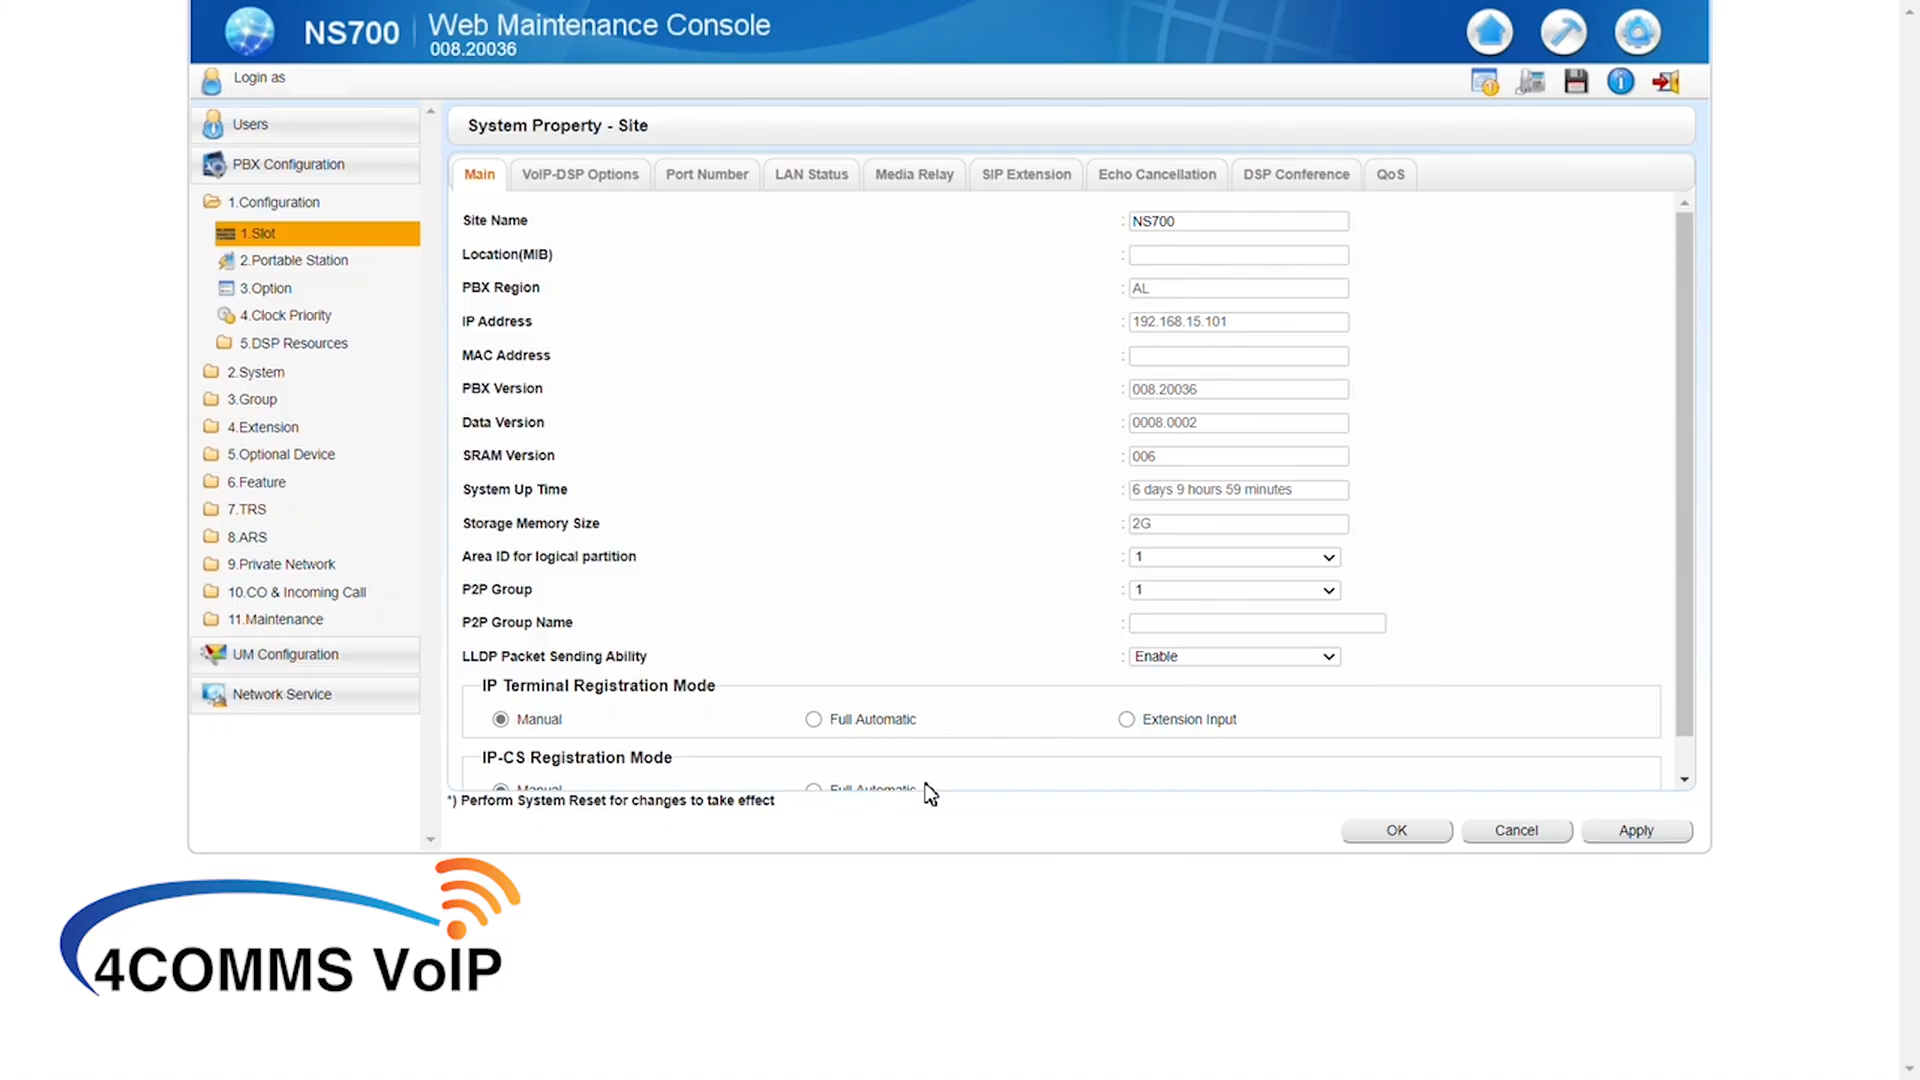 NS700
Web Maintenance Console
008.20036
Login as
Users
PBX Configuration
1.Configuration
1.Slot
2.Portable Station
3.Option
4.Clock Priority
5.DSP Resources
2.System
3.Group
4.Extension
5.Optional Device
6.Feature
7.TRS
8.ARS
9.Private Network
10.CO & Incoming Call
11.Maintenance
UM Configuration
Network Service
System Property - Site
Main VoIP-DSP Options Port Number LAN Status Media Relay SIP Extension Echo Cancellation DSP Conference QoS
Site Name : NS700
Location(MIB) :
PBX Region : AL
IP Address : 192.168.15.101
MAC Address :
PBX Version : 008.20036
Data Version : 0008.0002
SRAM Version : 006
System Up Time : 6 days 9 hours 59 minutes
Storage Memory Size : 2G
Area ID for logical partition : 1
P2P Group : 1
P2P Group Name :
LLDP Packet Sending Ability : Enable
IP Terminal Registration Mode
Manual Full Automatic Extension Input
IP-CS Registration Mode
Manual Full Automatic
*) Perform System Reset for changes to take effect
OK Cancel Apply
4COMMS VoIP